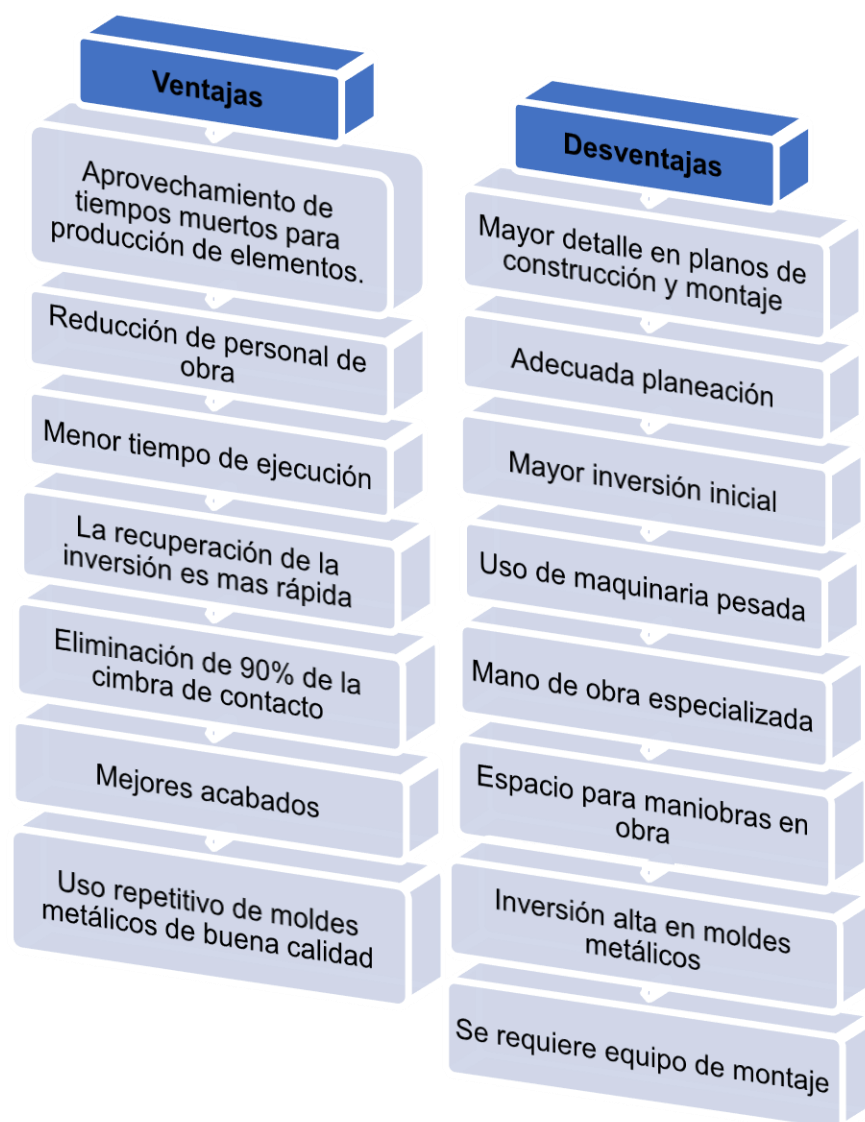 Ventajas
Aprovechamiento de
tiempos muertos para
producción de elementos.
Reducción de personal de
obra
Menor tiempo de ejecución
La recuperación de la
inversión es mas rápida
Eliminación de 90% de la
cimbra de contacto
Mejores acabados
Uso repetitivo de moldes
metálicos de buena calidad
Desventajas
Mayor detalle en planos de
construcción y montaje
Adecuada planeación
Mayor inversión inicial
Uso de maquinaria pesada
Mano de obra especializada
Espacio para maniobras en
obra
Inversión alta en moldes
metálicos
Se requiere equipo de montaje